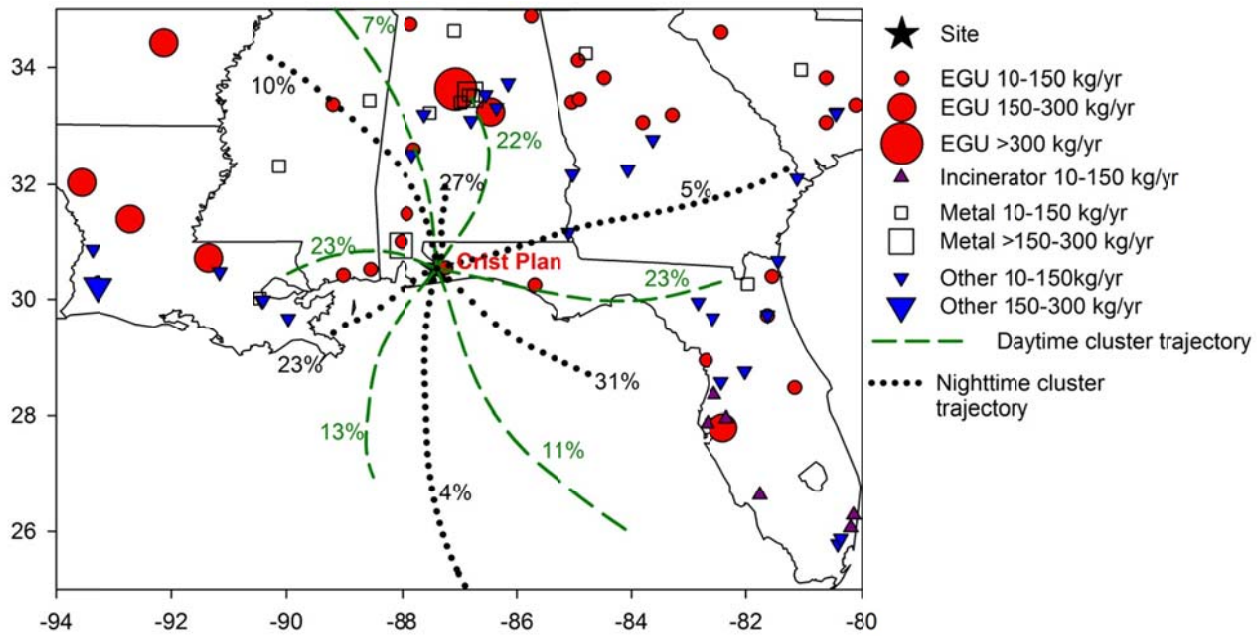 7%
34
10%
22%
32
27%
5%
23%
Crist Plan
23%
30
23%
31%
28
13%
11%
4%
26
-94
-92
-90
-88
-86
-84
-82
-80
Site
EGU 10-150 kg/yr
EGU 150-300 kg/yr
EGU >300 kg/yr
Incinerator 10-150 kg/yr
Metal 10-150 kg/yr
Metal >150-300 kg/yr
Other 10-150kg/yr
Other 150-300 kg/yr
Daytime cluster trajectory
Nighttime cluster
trajectory